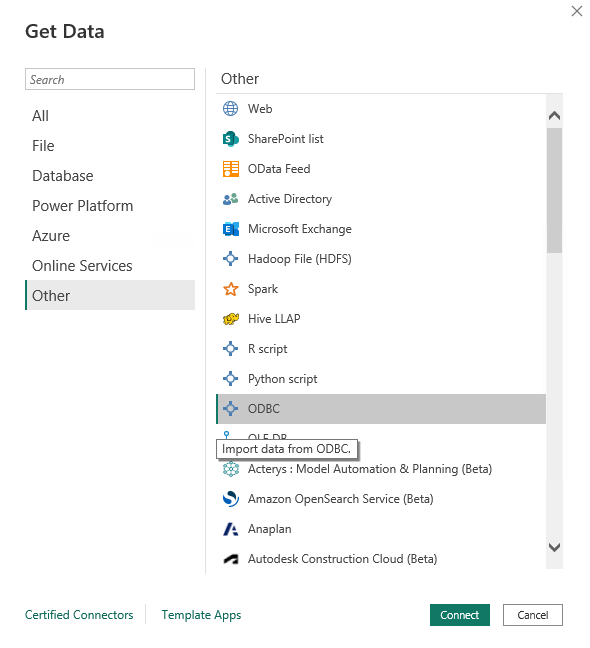 Get Data
Search
All
File
Database
Power Platform
Azure
Online Services
Other
Other
Web
SharePoint list
OData Feed
Active Directory
Microsoft Exchange
Hadoop File (HDFS)
Spark
Hive LLAP
R script
Python script
ODBC
OLE DB
Import data from ODBC.
Acterys : Model Automation & Planning (Beta)
Amazon OpenSearch Service (Beta)
Anaplan
Autodesk Construction Cloud (Beta)
Certified Connectors
Template Apps
Connect
Cancel